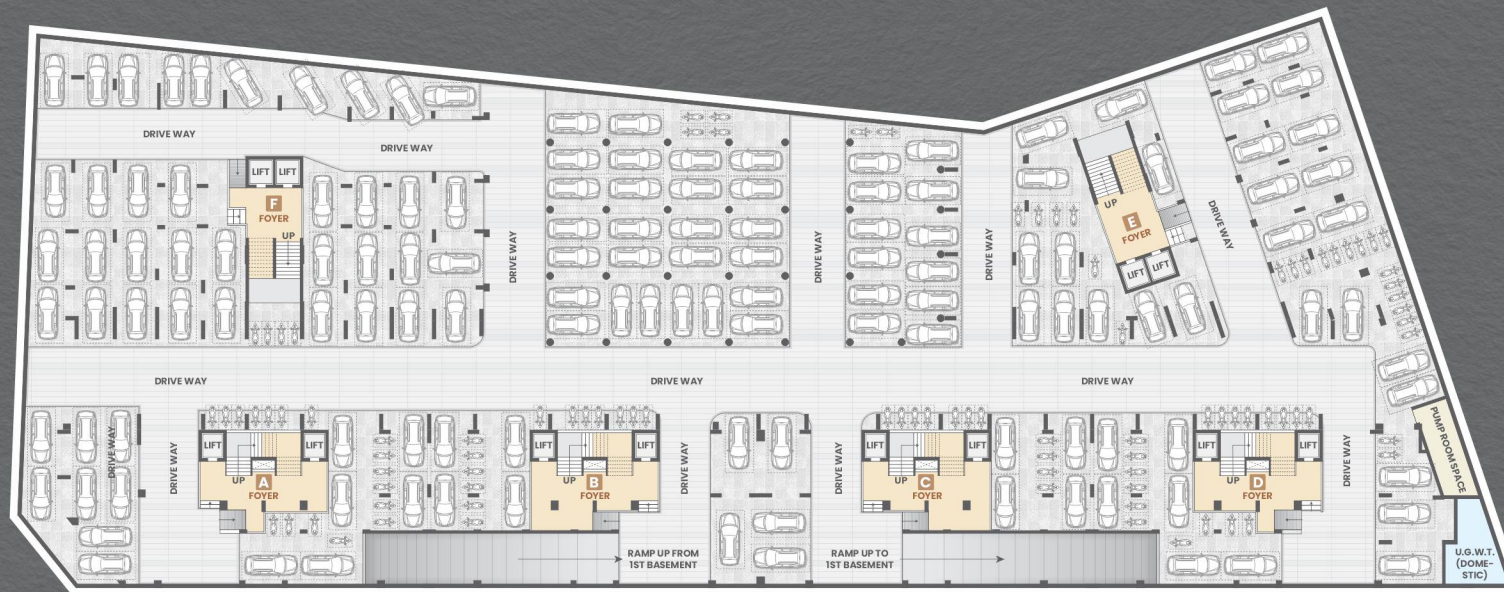 DRIVE WAY
DRIVE WAY
LIFT
LIFT
F
FOYER
UP
UP
E
FOYER
LIFT
LIFT
DRIVE WAY
DRIVE WAY
DRIVE WAY
DRIVE WAY
DRIVE WAY
DRIVE WAY
DRIVE WAY
DRIVE WAY
DRIVE WAY
LIFT
LIFT
UP
A
FOYER
LIFT
LIFT
UP
B
FOYER
DRIVE WAY
DRIVE WAY
LIFT
LIFT
UP
C
FOYER
LIFT
LIFT
UP
D
FOYER
DRIVE WAY
PUMP ROOM SPACE
RAMP UP FROM
1ST BASEMENT
RAMP UP TO
1ST BASEMENT
U.G.W.T.
(DOME-
STIC)